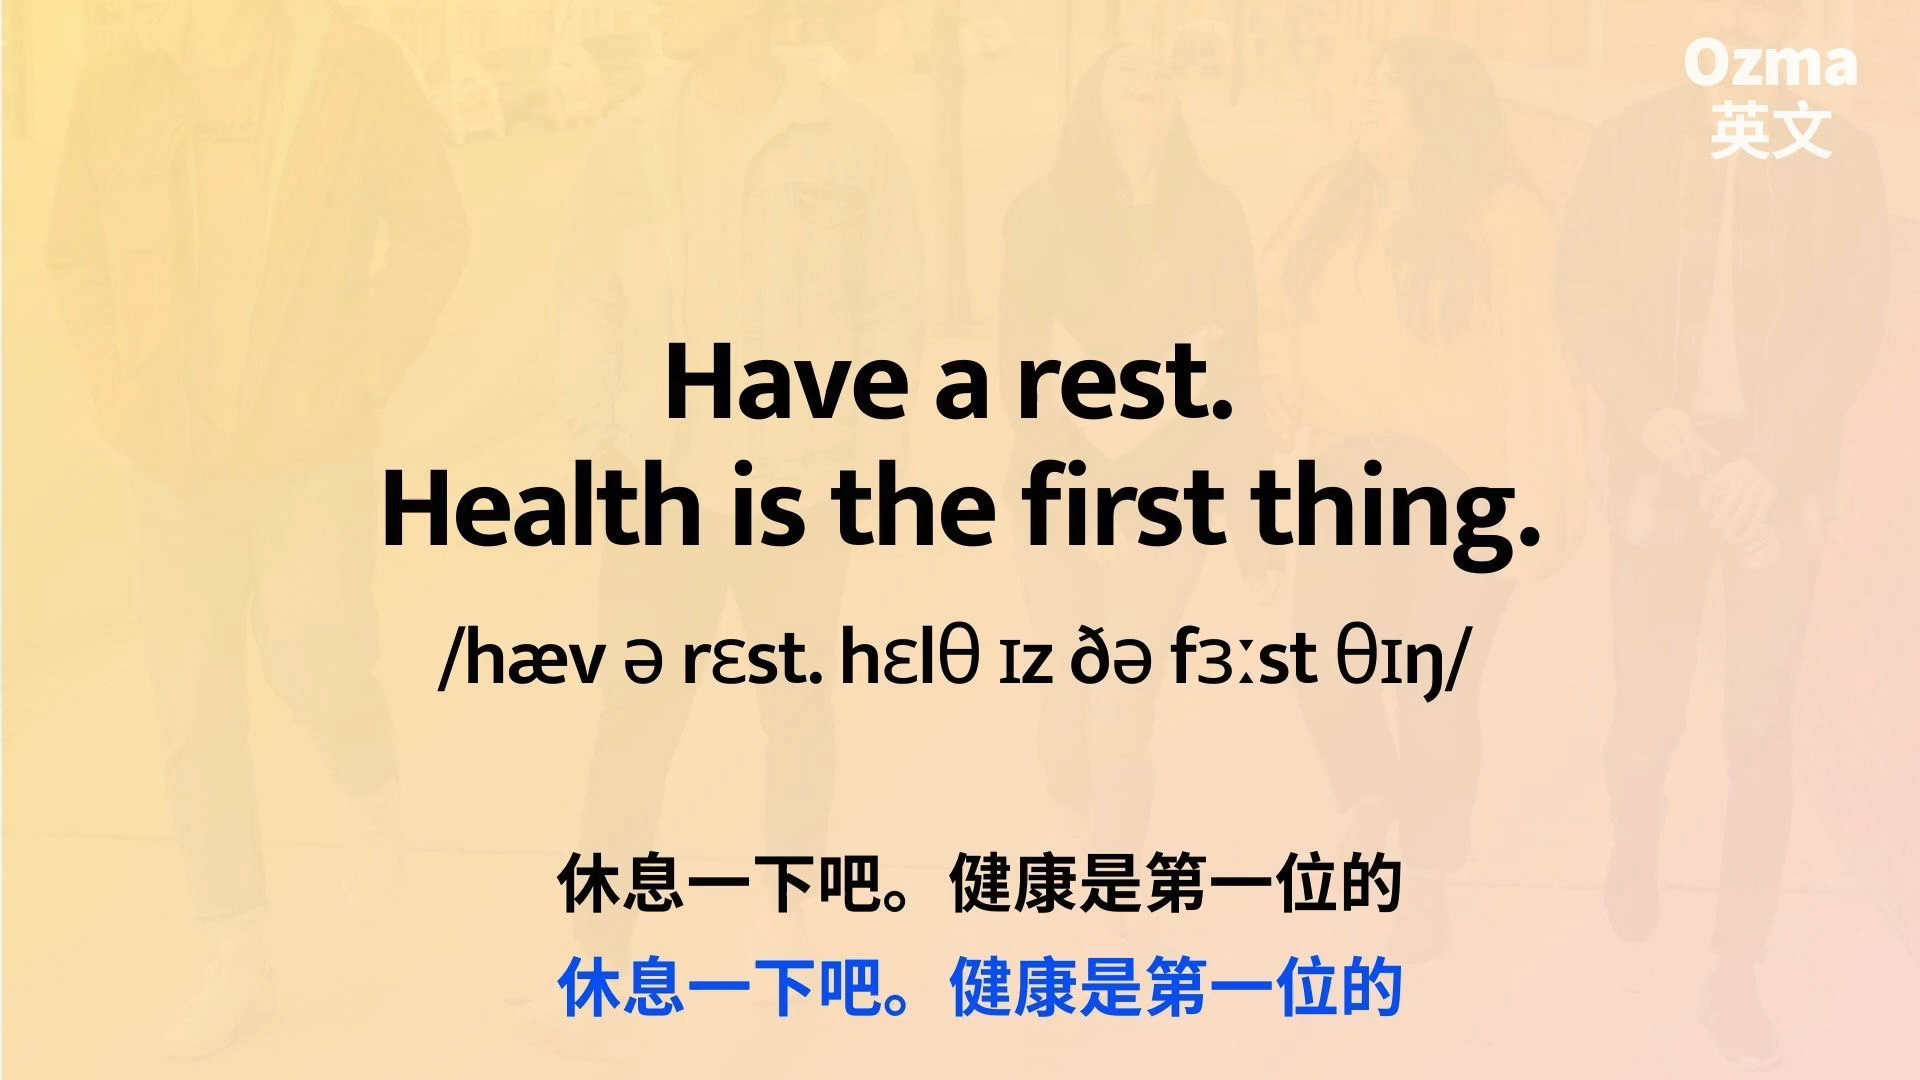 Ozma
英文
Have a rest.
Health is the first thing.
/hæv ə rɛst. hɛlθ ɪz ðə fɜːst θɪŋ/
休息一下吧。健康是第一位的
休息一下吧。健康是第一位的